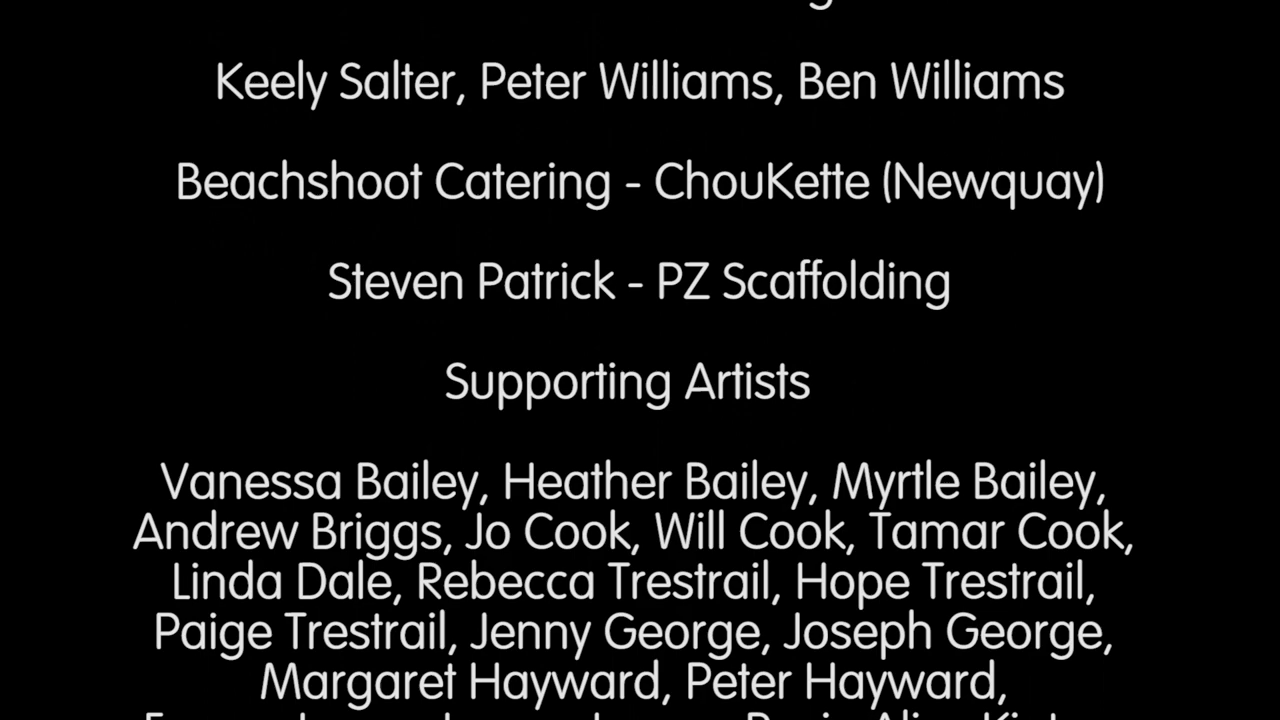 Keely Salter, Peter Williams, Ben Williams
Beachshoot Catering - ChouKette (Newquay)
Steven Patrick - PZ Scaffolding
Supporting Artists
Vanessa Bailey, Heather Bailey, Myrtle Bailey,
Andrew Briggs, Jo Cook, Will Cook, Tamar Cook,
Linda Dale, Rebecca Trestrail, Hope Trestrail,
Paige Trestrail, Jenny George, Joseph George,
Margaret Hayward, Peter Hayward,